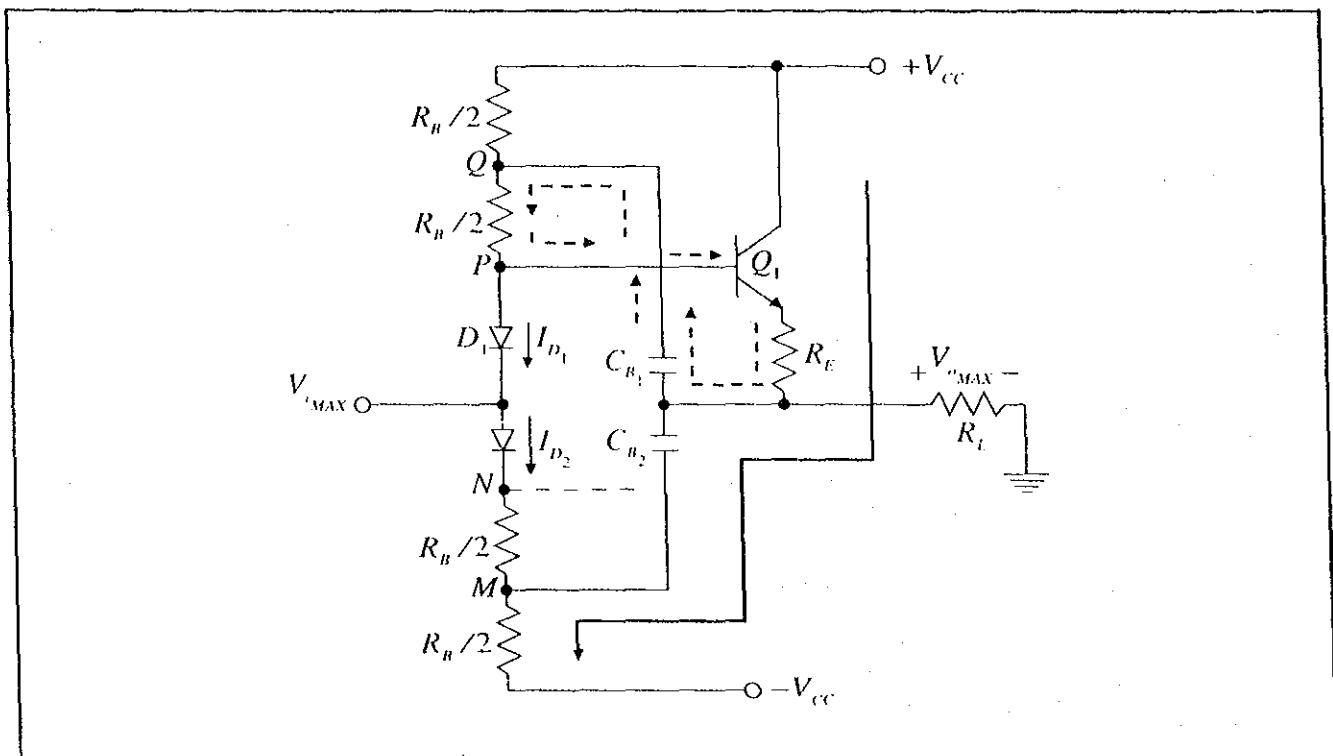 +V_CC
R_B/2
Q
R_B/2
P
Q_1
D_1
I_D1
C_B1
R_E
V_iMAX
+ V_oMAX −
R_L
I_D2
C_B2
N
R_B/2
M
R_B/2
−V_CC